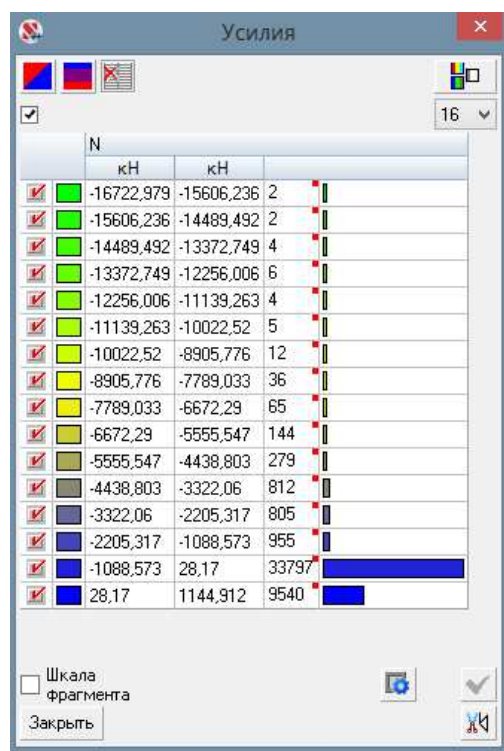 Усилия
16
N
кН кН
-16722,979 -15606,236 2
-15606,236 -14489,492 2
-14489,492 -13372,749 4
-13372,749 -12256,006 6
-12256,006 -11139,263 4
-11139,263 -10022,52 5
-10022,52 -8905,776 12
-8905,776 -7789,033 36
-7789,033 -6672,29 65
-6672,29 -5555,547 144
-5555,547 -4438,803 279
-4438,803 -3322,06 812
-3322,06 -2205,317 805
-2205,317 -1088,573 955
-1088,573 28,17 33797
28,17 1144,912 9540
Шкала
фрагмента
Закрыть